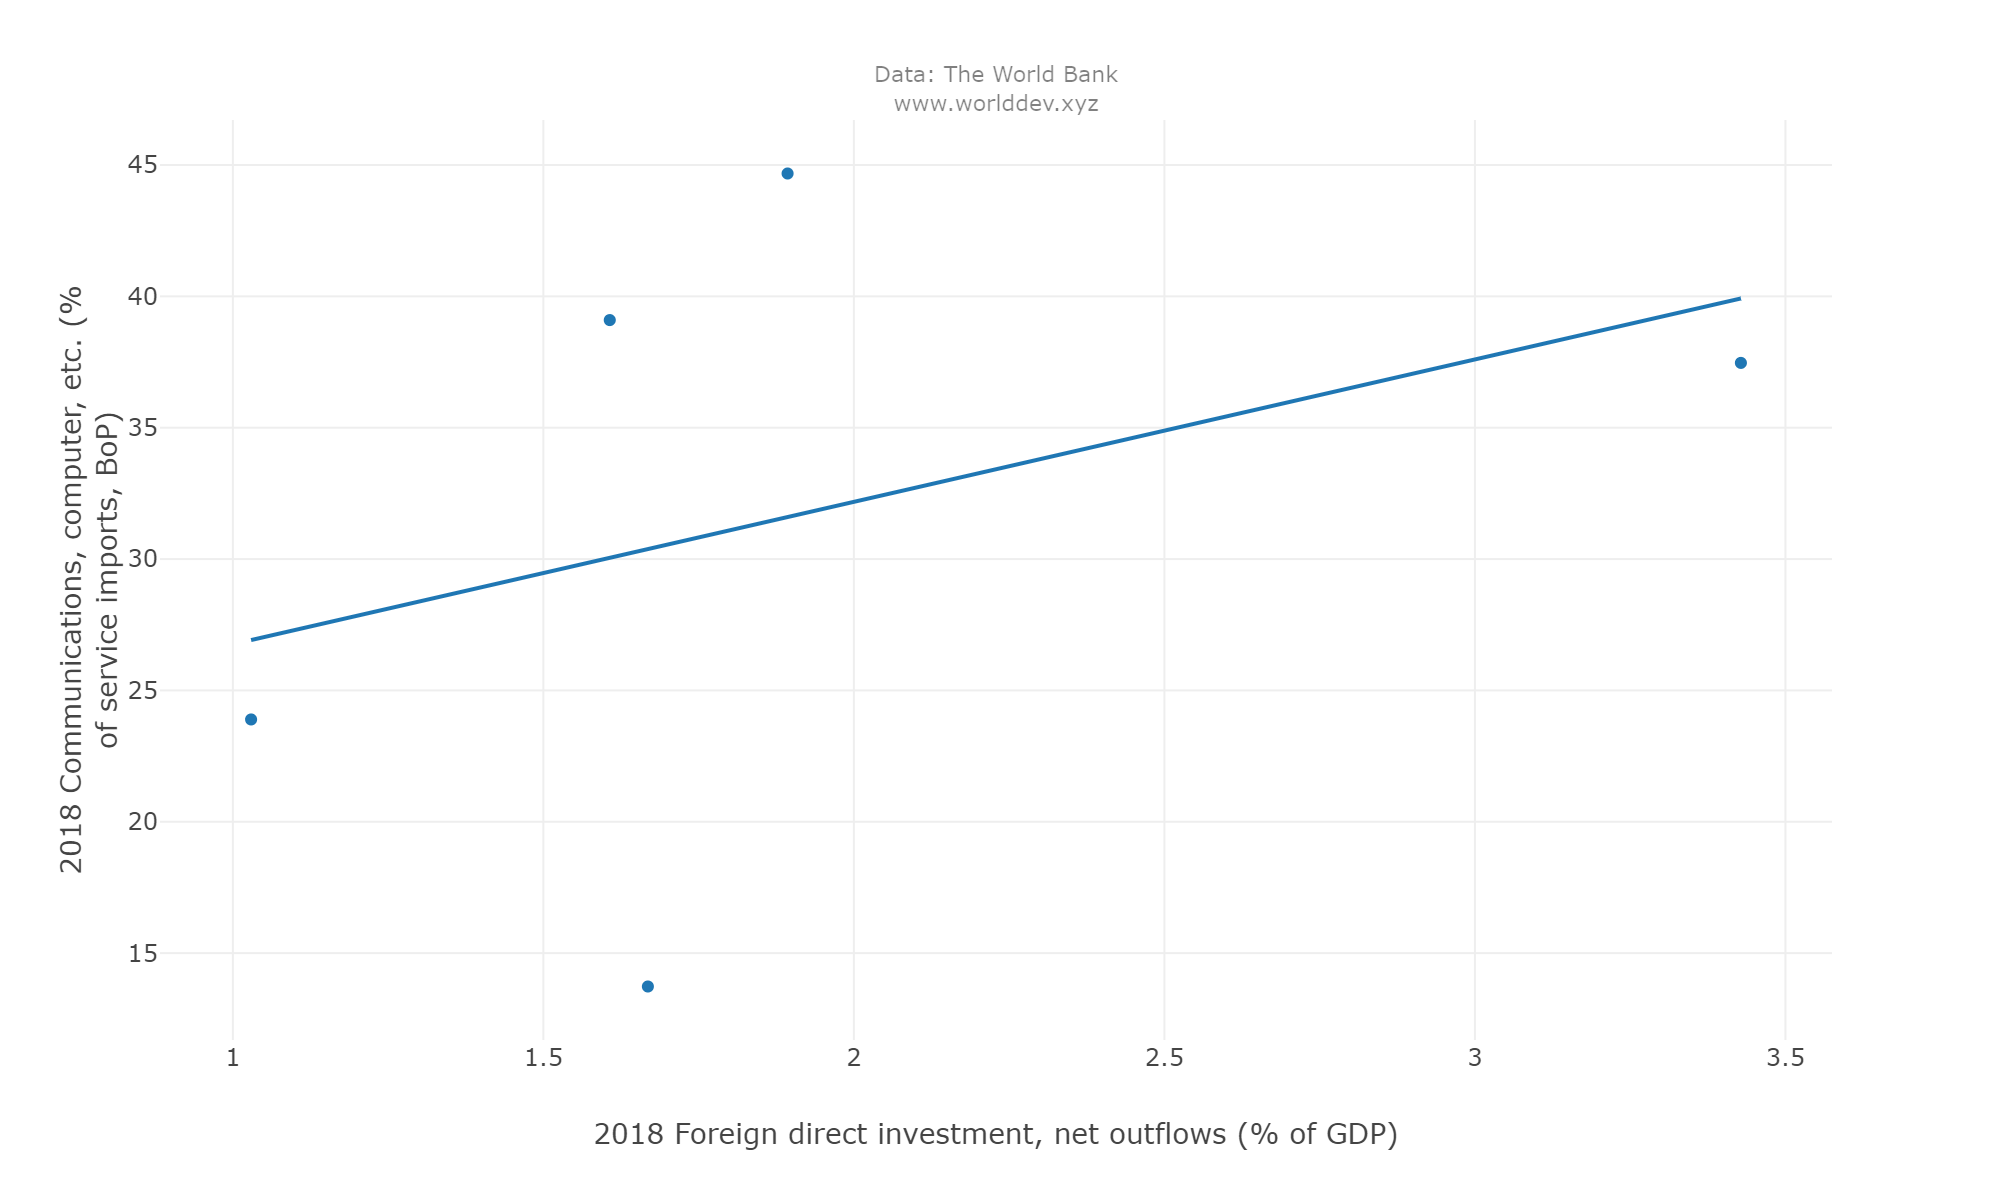 Data: The World Bank
www.worlddev.xyz
2018 Communications, computer, etc. (%
of service imports, BoP)
45
40
35
30
25
20
15
1
1.5
2
2.5
3
3.5
2018 Foreign direct investment, net outflows (% of GDP)